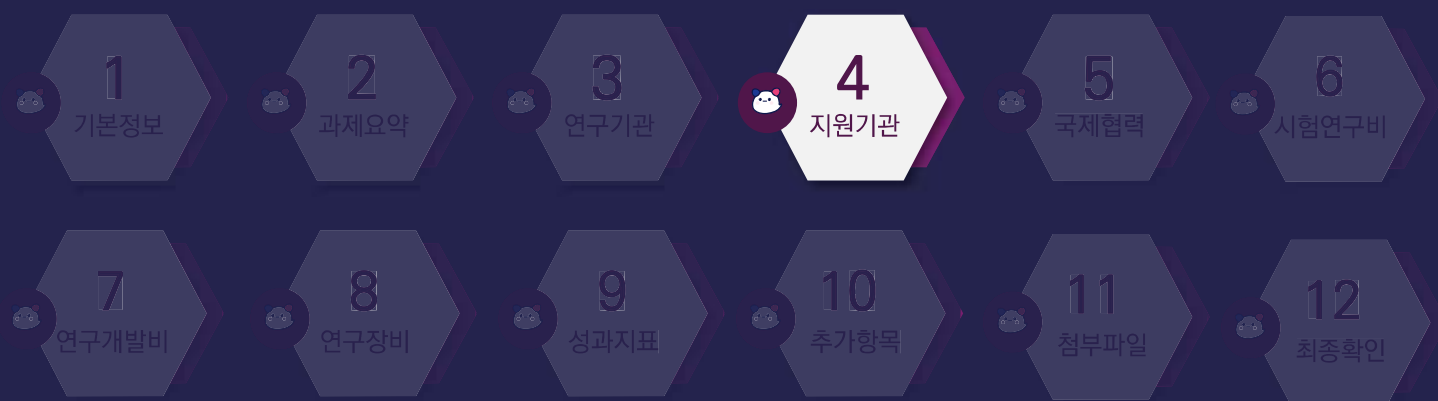 1
기본정보
2
과제요약
3
연구기관
4
지원기관
5
국제협력
6
시험연구비
7
연구개발비
8
연구장비
9
성과지표
10
추가항목
11
첨부파일
12
최종확인